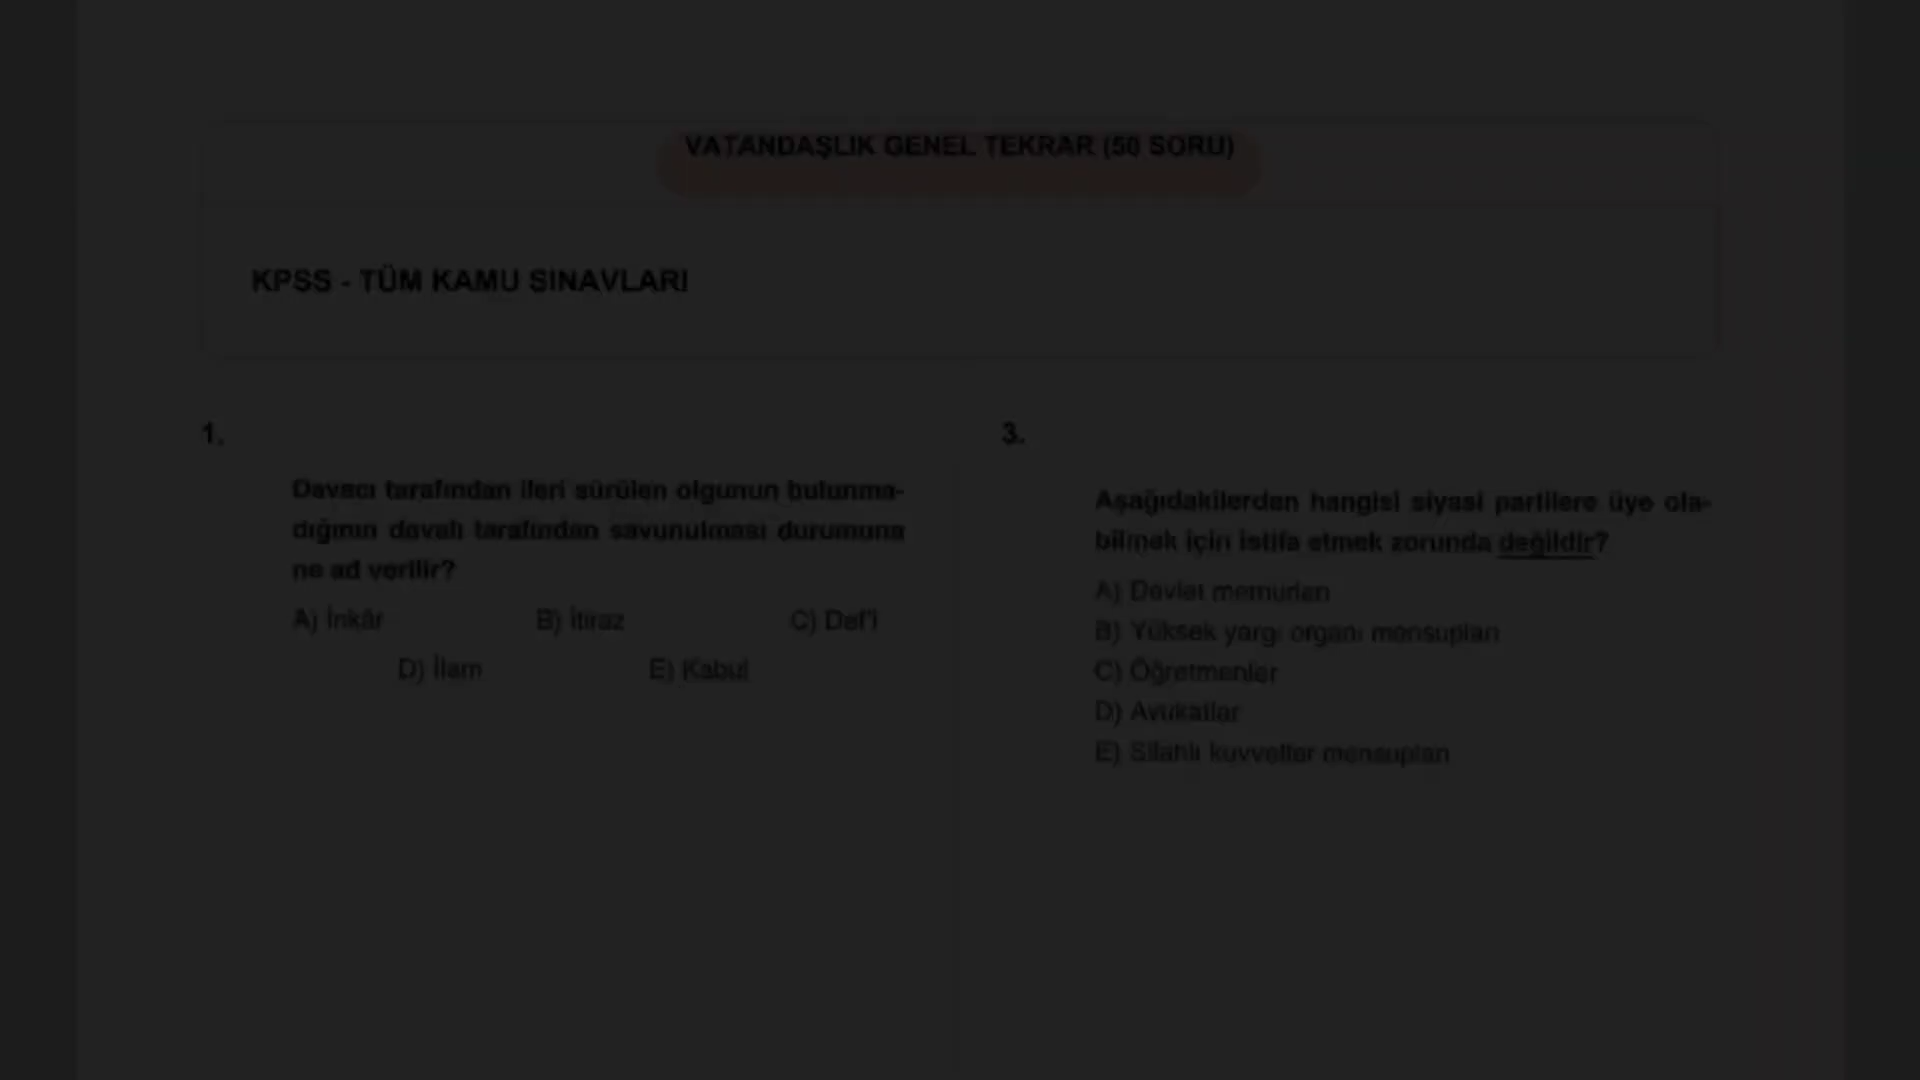 VATANDAŞLIK GENEL TEKRAR (50 SORU)
KPSS - TÜM KAMU SINAVLARI
1.
Davacı tarafından ileri sürülen olgunun bulunma-
dığının davalı tarafından savunulması durumuna
ne ad verilir?
A) İnkâr B) İtiraz C) Def'i
D) İlam E) Kabul
3.
Aşağıdakilerden hangisi siyasi partilere üye ola-
bilmek için istifa etmek zorunda değildir?
A) Devlet memurları
B) Yüksek yargı organı mensupları
C) Öğretmenler
D) Avukatlar
E) Silahlı kuvvetler mensupları